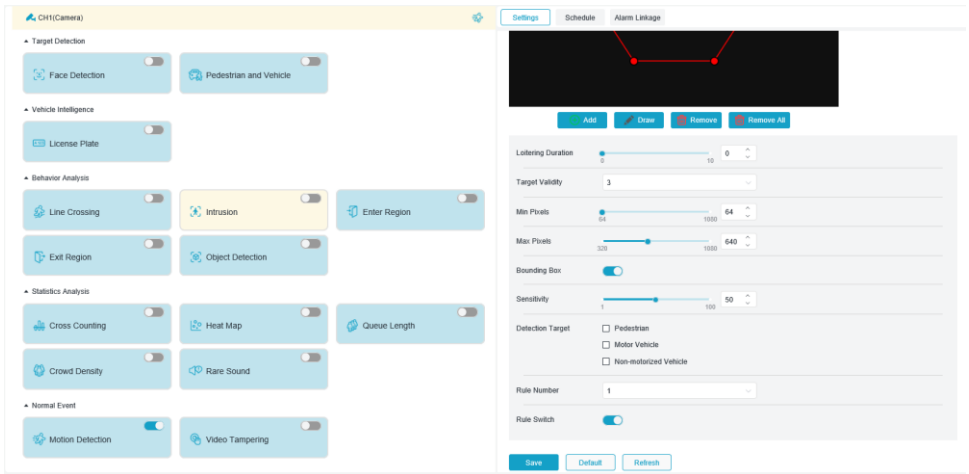 CH1(Camera)
Target Detection
Face Detection
Pedestrian and Vehicle
Vehicle Intelligence
License Plate
Behavior Analysis
Line Crossing
Intrusion
Enter Region
Exit Region
Object Detection
Statistics Analysis
Cross Counting
Heat Map
Queue Length
Crowd Density
Rare Sound
Normal Event
Motion Detection
Video Tampering
Settings Schedule Alarm Linkage
Add Draw Remove Remove All
Loitering Duration 0
0 10
Target Validity 3
Min Pixels 64
64 1080
Max Pixels 640
320 1080
Bounding Box
Sensitivity 50
1 100
Detection Target Pedestrian
Motor Vehicle
Non-motorized Vehicle
Rule Number 1
Rule Switch
Save Default Refresh